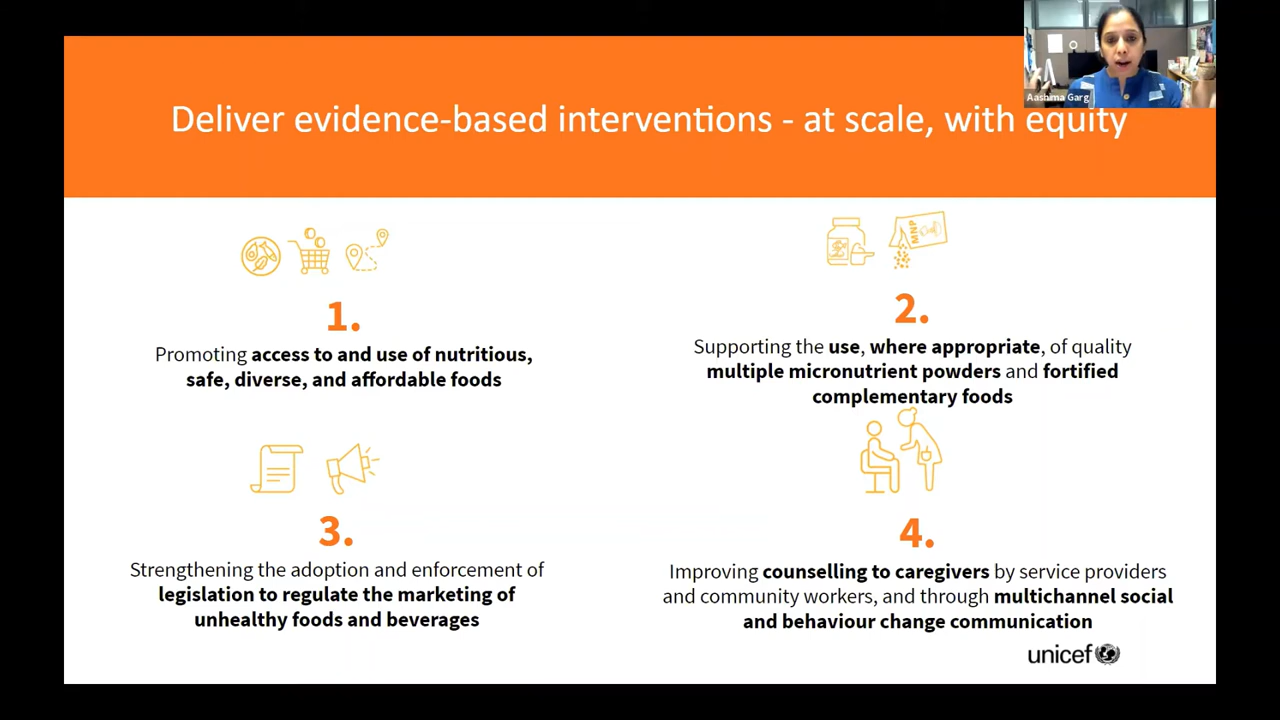 Aashima Garg
Deliver evidence-based interventions - at scale, with equity
1.
Promoting access to and use of nutritious,
safe, diverse, and affordable foods
MNP
2.
Supporting the use, where appropriate, of quality
multiple micronutrient powders and fortified
complementary foods
3.
Strengthening the adoption and enforcement of
legislation to regulate the marketing of
unhealthy foods and beverages
4.
Improving counselling to caregivers by service providers
and community workers, and through multichannel social
and behaviour change communication
unicef